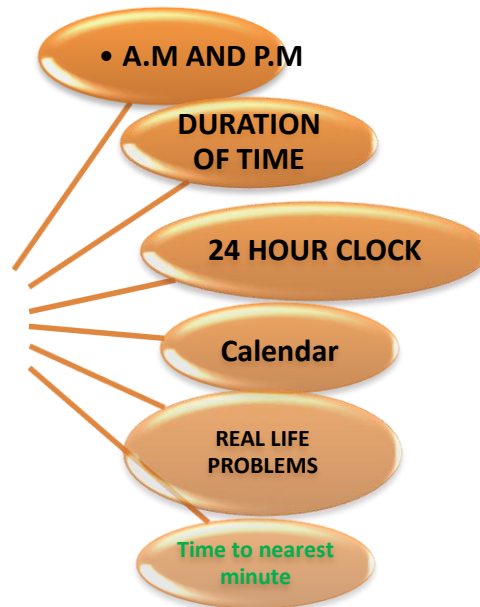 • A.M AND P.M
DURATION
OF TIME
24 HOUR CLOCK
Calendar
REAL LIFE
PROBLEMS
Time to nearest
minute